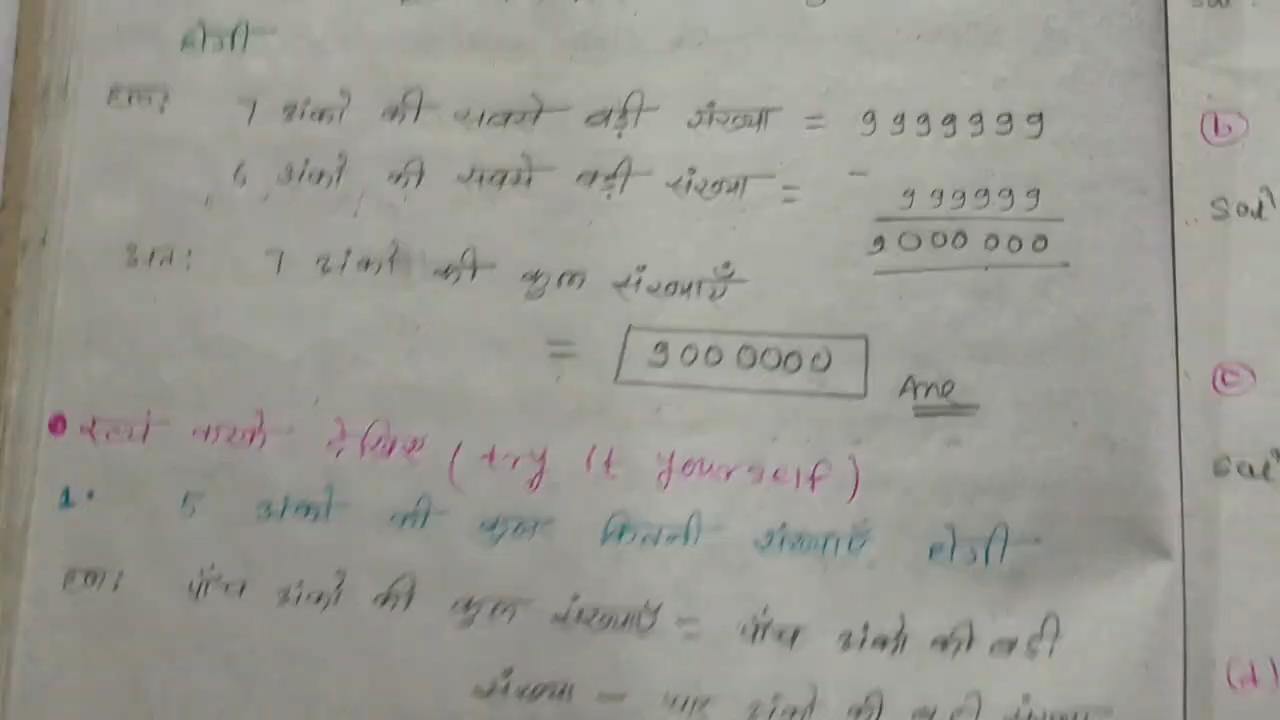 होगी
हल: 7 अंको की सबसे बड़ी संख्या = 9999999
6 अंको की सबसे बड़ी संख्या = - 999999
9000000
अतः 7 अंको की कुल संख्याएँ
= 9000000 Ans
• स्वयं करके देखिए (try it yourself)
1. 5 अंको की कुल कितनी संख्याएँ होगी
हल: पाँच अंको की कुल संख्याएँ = पाँच अंको की बड़ी
संख्या - चार अंको की बड़ी संख्या
(b)
Sol
(c)
Sol
(d)